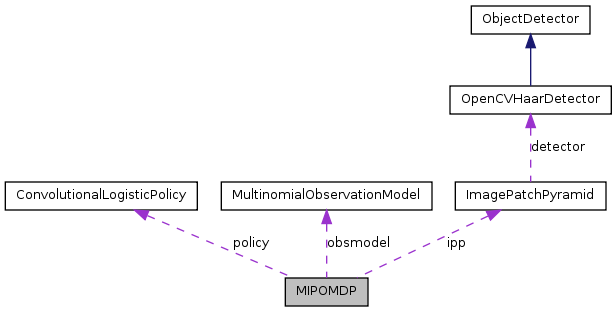 ObjectDetector
OpenCVHaarDetector
detector
ConvolutionalLogisticPolicy
MultinomialObservationModel
ImagePatchPyramid
policy
obsmodel
ipp
MIPOMDP